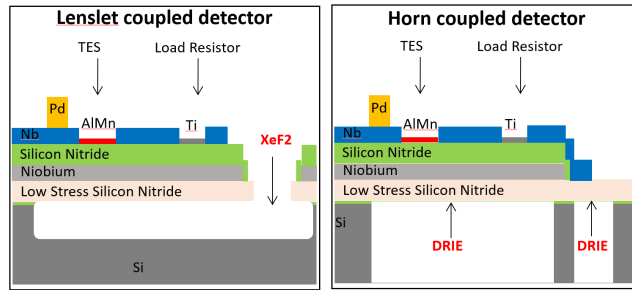 Lenslet coupled detector
TES
Load Resistor
Pd
AlMn
Ti
Nb
XeF2
Silicon Nitride
Niobium
Low Stress Silicon Nitride
Si
Horn coupled detector
TES
Load Resistor
Pd
AlMn
Ti
Nb
Silicon Nitride
Niobium
Low Stress Silicon Nitride
Si
DRIE
DRIE